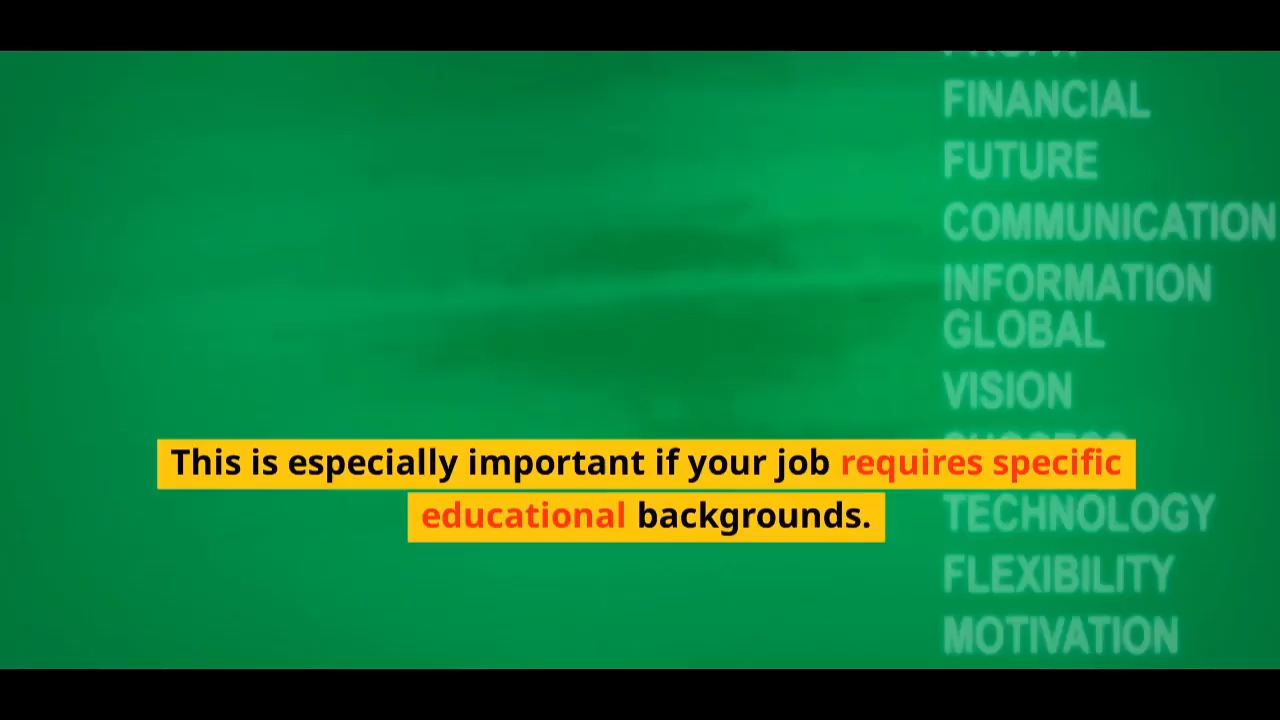 FINANCIAL
FUTURE
COMMUNICATION
INFORMATION
GLOBAL
VISION
This is especially important if your job requires specific
educational backgrounds.
TECHNOLOGY
FLEXIBILITY
MOTIVATION